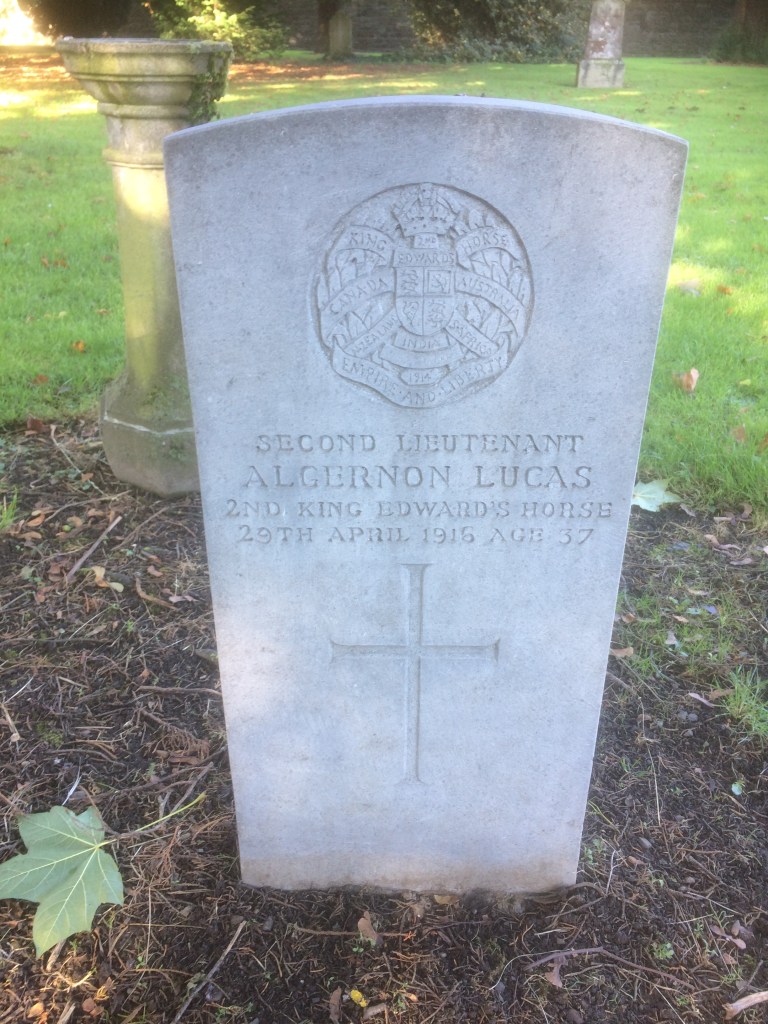 2ND
KING EDWARDS HORSE
CANADA AUSTRALIA
INDIA
EMPIRE AND LIBERTY
SECOND LIEUTENANT
ALGERNON LUCAS
2ND KING EDWARD'S HORSE
29TH APRIL 1916 AGE 37